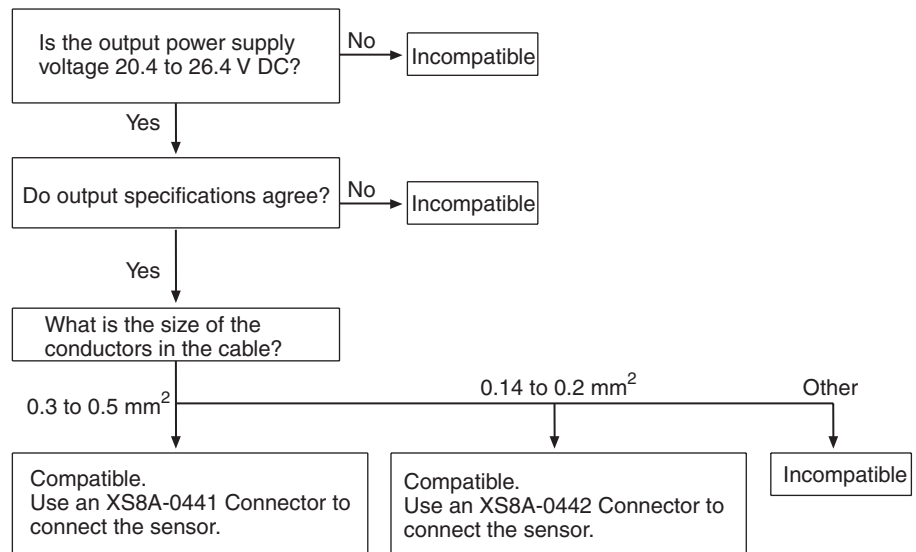 Is the output power supply
voltage 20.4 to 26.4 V DC?
No
Incompatible
Yes
Do output specifications agree?
No
Incompatible
Yes
What is the size of the
conductors in the cable?
0.3 to 0.5 mm²
0.14 to 0.2 mm²
Other
Compatible.
Use an XS8A-0441 Connector to
connect the sensor.
Compatible.
Use an XS8A-0442 Connector to
connect the sensor.
Incompatible